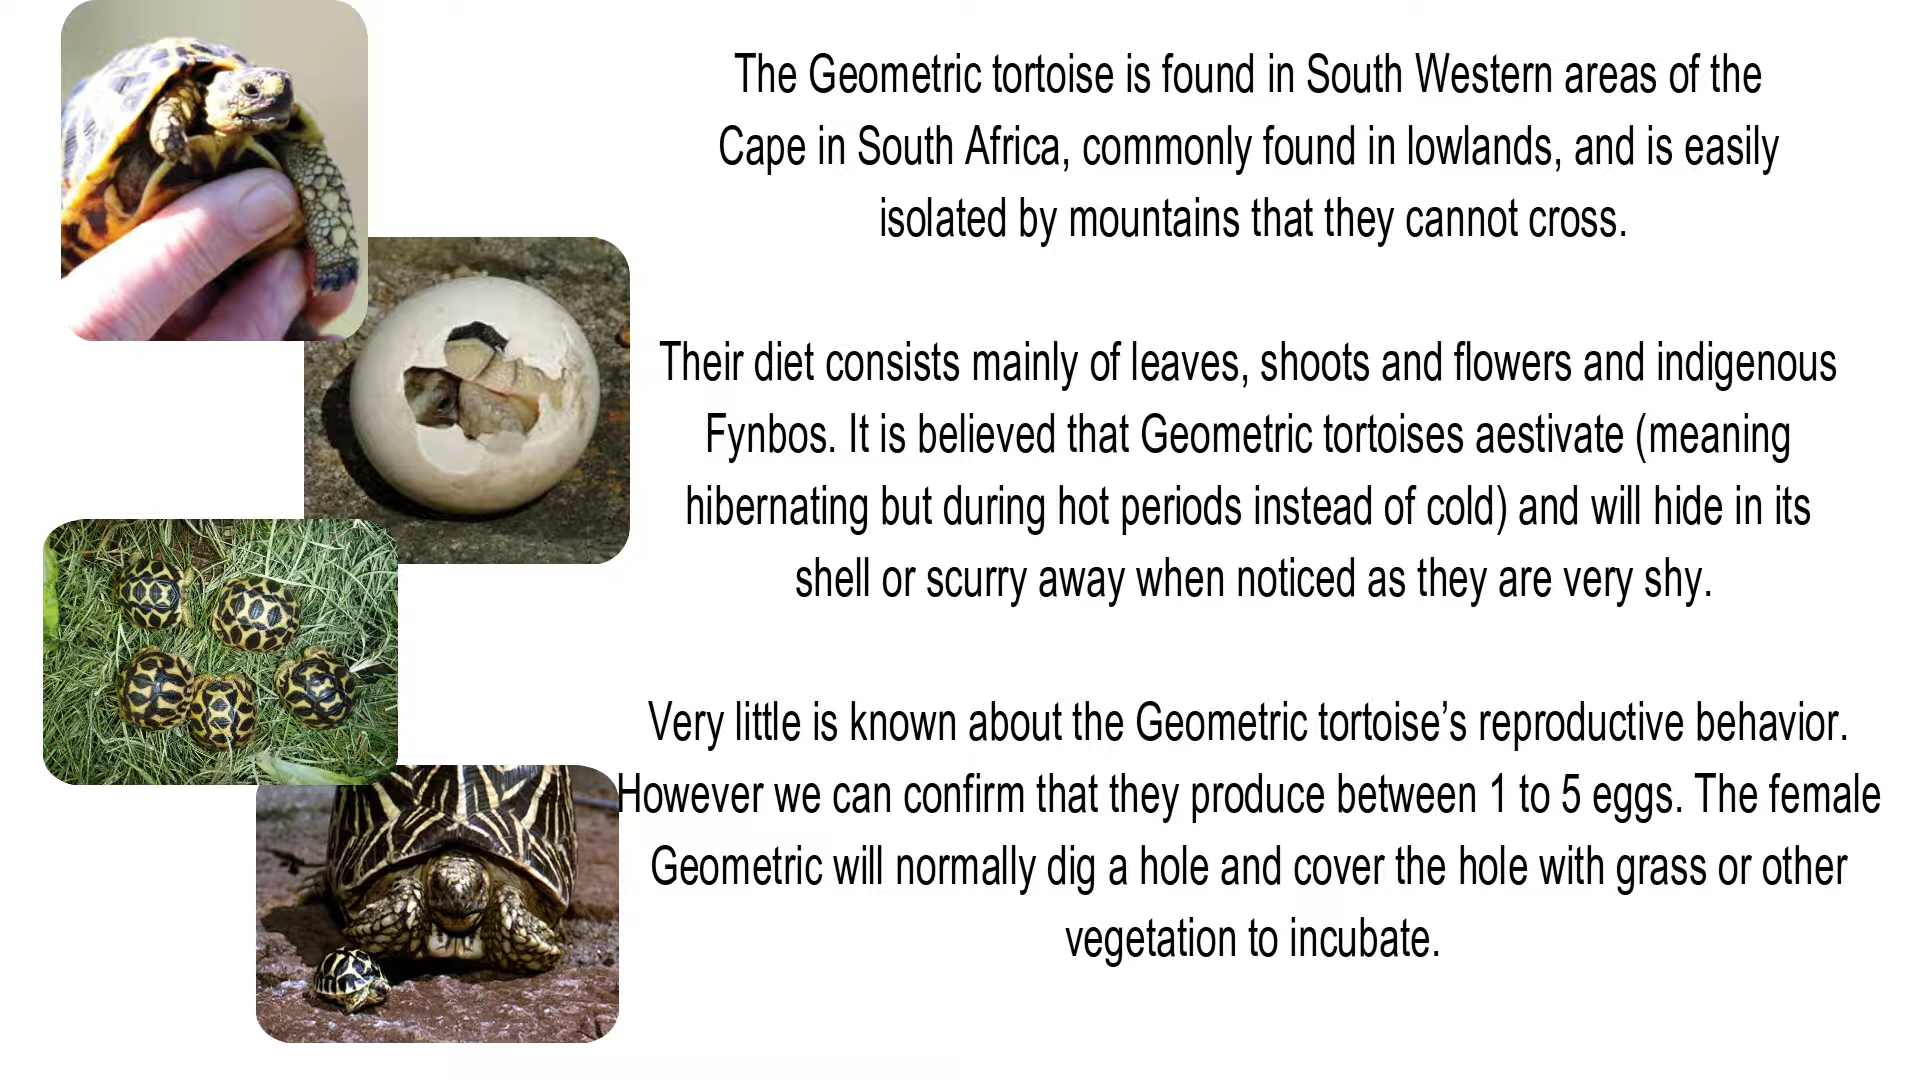 The Geometric tortoise is found in South Western areas of the
Cape in South Africa, commonly found in lowlands, and is easily
isolated by mountains that they cannot cross.
Their diet consists mainly of leaves, shoots and flowers and indigenous
Fynbos. It is believed that Geometric tortoises aestivate (meaning
hibernating but during hot periods instead of cold) and will hide in its
shell or scurry away when noticed as they are very shy.
Very little is known about the Geometric tortoise’s reproductive behavior.
However we can confirm that they produce between 1 to 5 eggs. The female
Geometric will normally dig a hole and cover the hole with grass or other
vegetation to incubate.